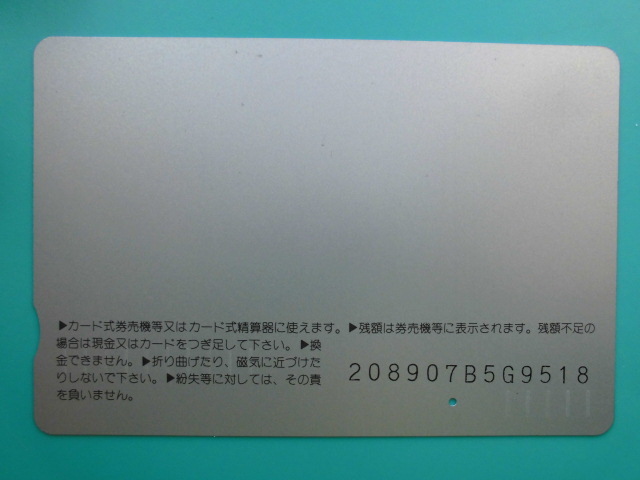 ▶カード式券売機等又はカード式精算器に使えます。▶残額は券売機等に表示されます。残額不足の
場合は現金又はカードをつぎ足して下さい。▶換
金できません。▶折り曲げたり、磁気に近づけた
りしないで下さい。▶紛失等に対しては、その責
を負いません。
208907B5G9518